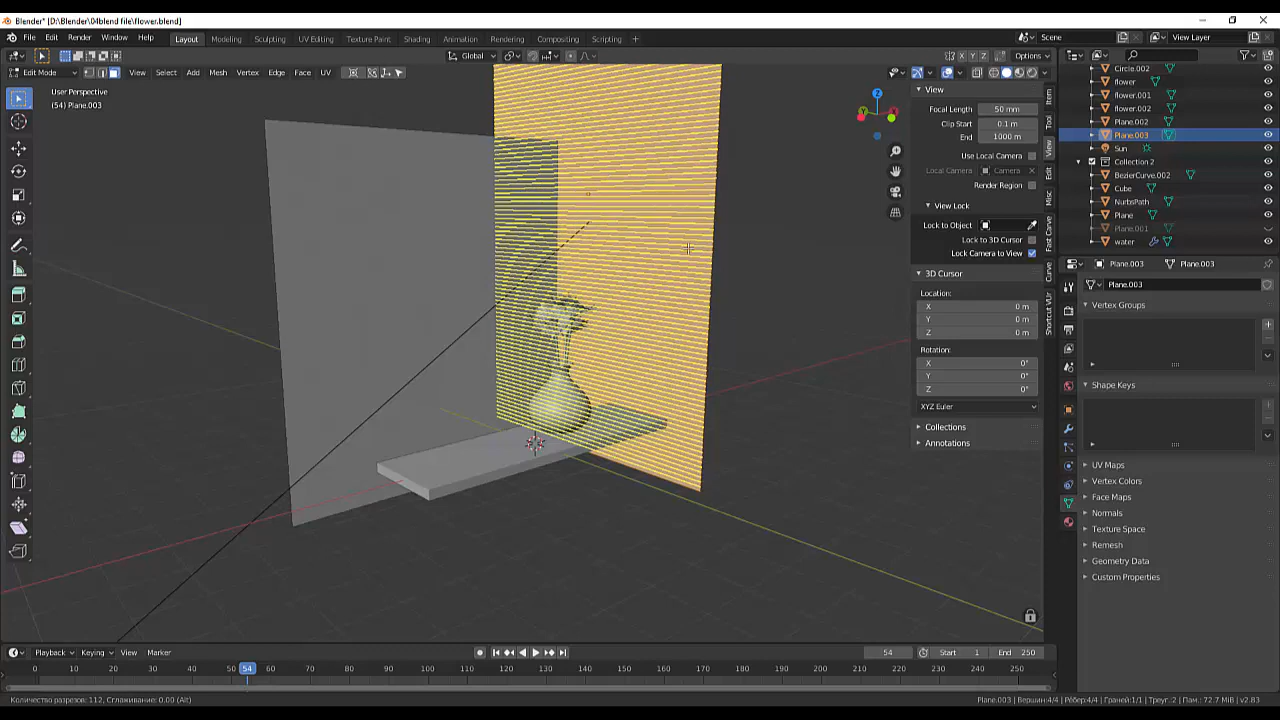 Blender* [D:\Blender\04blend file\flower.blend]
File Edit Render Window Help Layout Modeling Sculpting UV Editing Texture Paint Shading Animation Rendering Compositing Scripting + Scene View Layer
Global X Y Z Options
Edit Mode View Select Add Mesh Vertex Edge Face UV
User Perspective
(54) Plane.003
Z
Y
View
Focal Length 50 mm
Clip Start 0.1 m
End 1000 m
Use Local Camera
Local Camera Camera
Render Region
View Lock
Lock to Object
Lock to 3D Cursor
Lock Camera to View
3D Cursor
Location:
X 0 m
Y 0 m
Z 0 m
Rotation:
X 0°
Y 0°
Z 0°
XYZ Euler
Collections
Annotations
Item
Tool
View
Edit
Misc
Fast Carve
Curve
Shortcut VUr
Circle.002
flower
flower.001
flower.002
Plane.002
Plane.003
Sun
Collection 2
BezierCurve.002
Cube
NurbsPath
Plane
Plane.001
water
Plane.003 Plane.003
Plane.003
Vertex Groups
Shape Keys
UV Maps
Vertex Colors
Face Maps
Normals
Texture Space
Remesh
Geometry Data
Custom Properties
Playback Keying View Marker 54 Start 1 End 250
0 10 20 30 40 50 54 60 70 80 90 100 110 120 130 140 150 160 170 180 190 200 210 220 230 240 250
Количество разрезов: 112, Сглаживание: 0.00 (Alt) Plane.003 | Вершин:4/4 | Рёбер:4/4 | Граней:1/1 | Треуг.:2 | Пам.: 72.7 MiB | v2.83